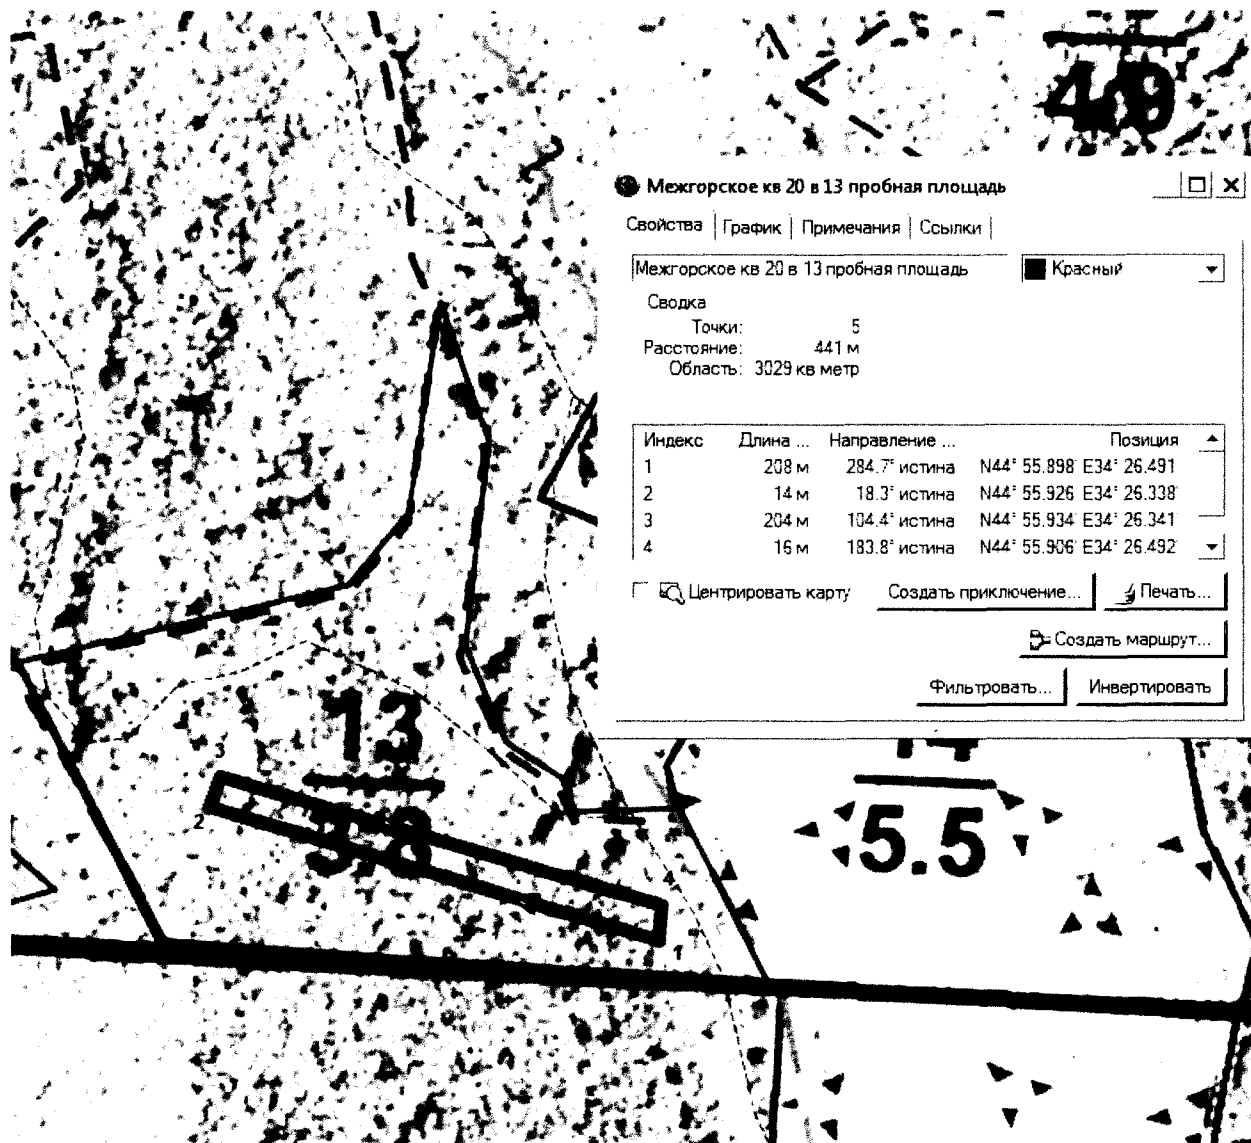 4.9
Межгорское кв 20 в 13 пробная площадь
Свойства График Примечания Ссылки
Межгорское кв 20 в 13 пробная площадь Красный
Сводка
Точки: 5
Расстояние: 441 м
Область: 3029 кв метр
Индекс Длина ... Направление ... Позиция
1 208 м 284.7° истина N44° 55.898' E34° 26.491'
2 14 м 18.3° истина N44° 55.926' E34° 26.338'
3 204 м 104.4° истина N44° 55.934' E34° 26.341'
4 16 м 183.8° истина N44° 55.906' E34° 26.492'
Центрировать карту Создать приключение... Печать...
Создать маршрут...
Фильтровать... Инвертировать
13
3.8
3
2
1
14
5.5